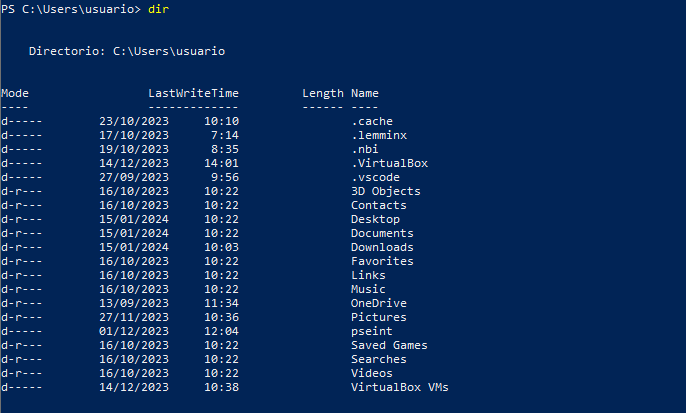 PS C:\Users\usuario> dir
Directorio: C:\Users\usuario
Mode LastWriteTime Length Name
---- ------------- ------ ----
d----- 23/10/2023 10:10 .cache
d----- 17/10/2023 7:14 .lemminx
d----- 19/10/2023 8:35 .nbi
d----- 14/12/2023 14:01 .VirtualBox
d----- 27/09/2023 9:56 .vscode
d-r--- 16/10/2023 10:22 3D Objects
d-r--- 16/10/2023 10:22 Contacts
d-r--- 15/01/2024 10:22 Desktop
d-r--- 15/01/2024 10:22 Documents
d-r--- 15/01/2024 10:03 Downloads
d-r--- 16/10/2023 10:22 Favorites
d-r--- 16/10/2023 10:22 Links
d-r--- 16/10/2023 10:22 Music
d-r--- 13/09/2023 11:34 OneDrive
d-r--- 27/11/2023 10:36 Pictures
d----- 01/12/2023 12:04 pseint
d-r--- 16/10/2023 10:22 Saved Games
d-r--- 16/10/2023 10:22 Searches
d-r--- 16/10/2023 10:22 Videos
d----- 14/12/2023 10:38 VirtualBox VMs